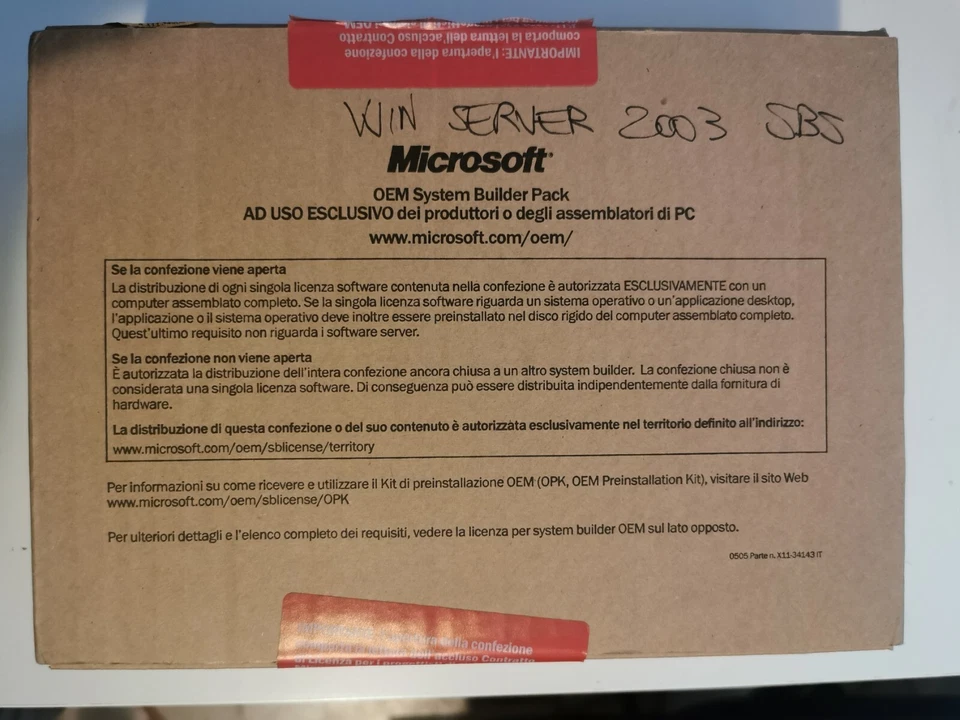 IMPORTANTE: l'apertura della confezione
comporta la lettura dell'accluso Contratto
WIN SERVER 2003 SBS
Microsoft®
OEM System Builder Pack
AD USO ESCLUSIVO dei produttori o degli assemblatori di PC
www.microsoft.com/oem/
Se la confezione viene aperta
La distribuzione di ogni singola licenza software contenuta nella confezione è autorizzata ESCLUSIVAMENTE con un
computer assemblato completo. Se la singola licenza software riguarda un sistema operativo o un'applicazione desktop,
l'applicazione o il sistema operativo deve inoltre essere preinstallato nel disco rigido del computer assemblato completo.
Quest'ultimo requisito non riguarda i software server.
Se la confezione non viene aperta
È autorizzata la distribuzione dell'intera confezione ancora chiusa a un altro system builder. La confezione chiusa non è
considerata una singola licenza software. Di conseguenza può essere distribuita indipendentemente dalla fornitura di
hardware.
La distribuzione di questa confezione o del suo contenuto è autorizzata esclusivamente nel territorio definito all'indirizzo:
www.microsoft.com/oem/sblicense/territory
Per informazioni su come ricevere e utilizzare il Kit di preinstallazione OEM (OPK, OEM Preinstallation Kit), visitare il sito Web
www.microsoft.com/oem/sblicense/OPK
Per ulteriori dettagli e l'elenco completo dei requisiti, vedere la licenza per system builder OEM sul lato opposto.
0505 Parte n. X11-34143 IT
della confezione
accluso Contratto
di Licenza per i